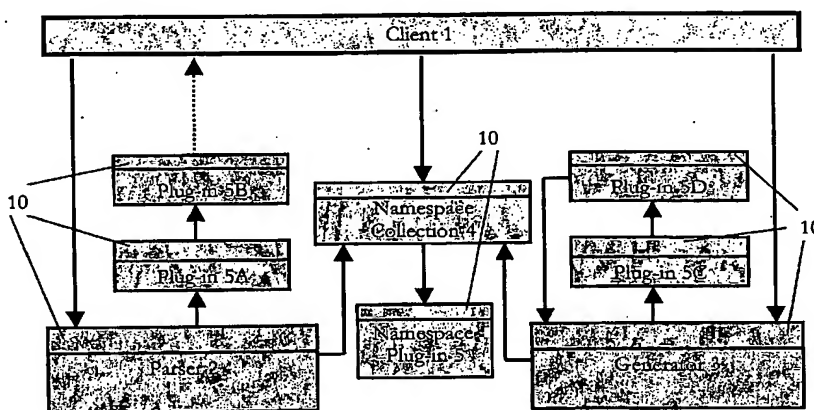 Client 1
10
Plug-in 5B
Plug-in 5D
10
Namespace
Collection 4
10
Plug-in 5A
Plug-in 5C
Namespace
Plug-in 5
Parser 2
Generator 3